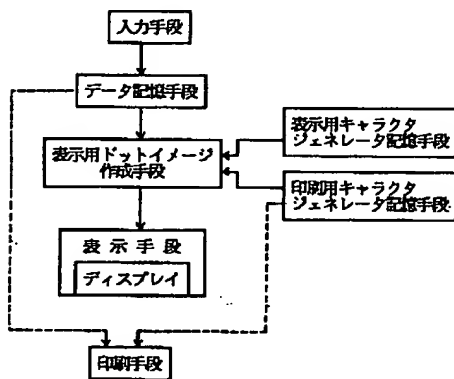 入力手段
データ記憶手段
表示用ドットイメージ
作成手段
表示用キャラクタ
ジェネレータ記憶手段
印刷用キャラクタ
ジェネレータ記憶手段
表示手段
ディスプレイ
印刷手段